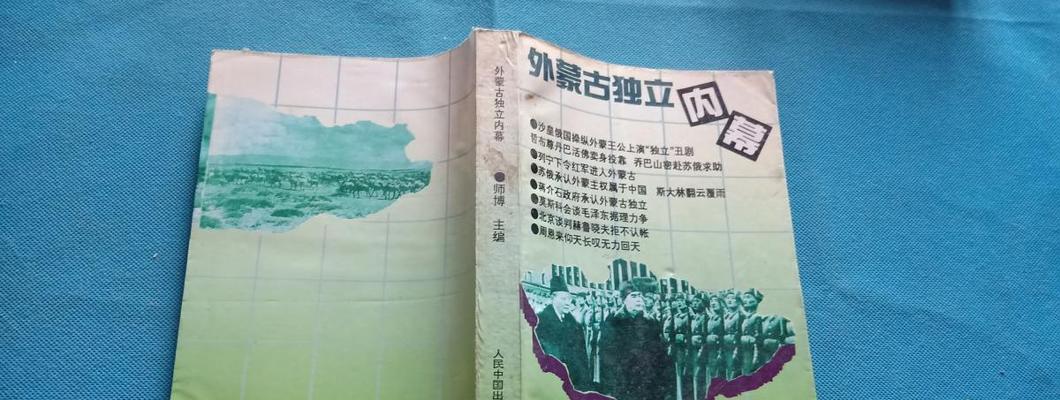 外蒙古独立内幕
●师博 主编
人民中国出
外蒙古独立内幕
●沙皇俄国操纵外蒙王公上演“独立”丑剧
哲布尊丹巴活佛卖身投靠 乔巴山密赴苏俄求助
●列宁下令红军进入外蒙古
●苏俄承认外蒙主权属于中国 斯大林翻云覆雨
●蒋介石政府承认外蒙古独立
●莫斯科会谈毛泽东据理力争
●北京谈判赫鲁晓夫拒不认帐
●周恩来仰天长叹无力回天